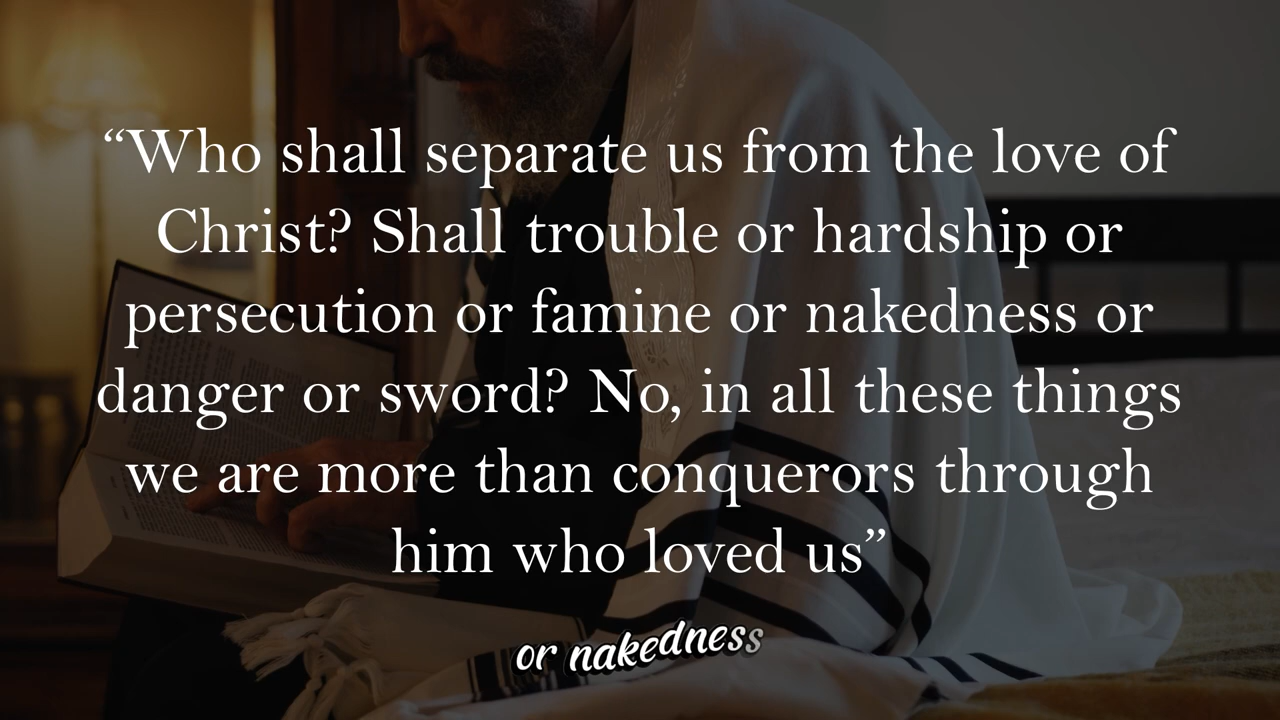 “Who shall separate us from the love of
Christ? Shall trouble or hardship or
persecution or famine or nakedness or
danger or sword? No, in all these things
we are more than conquerors through
him who loved us”
or nakedness